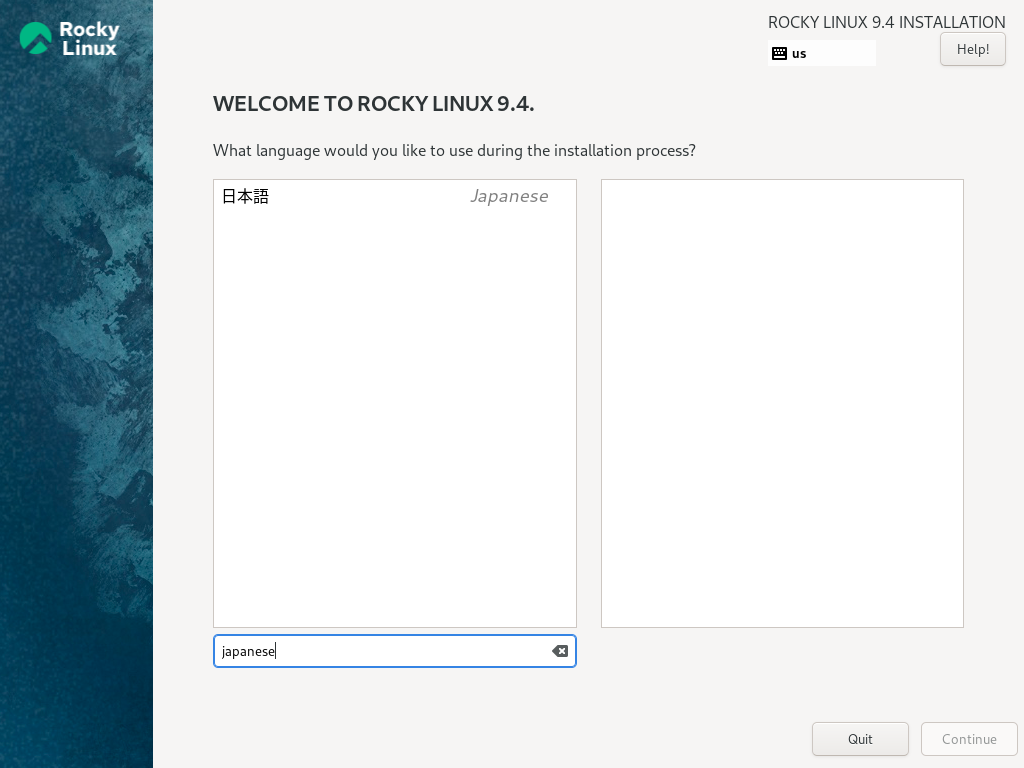 Rocky
Linux
ROCKY LINUX 9.4 INSTALLATION
us
Help!
WELCOME TO ROCKY LINUX 9.4.
What language would you like to use during the installation process?
日本語 Japanese
japanese
Quit
Continue